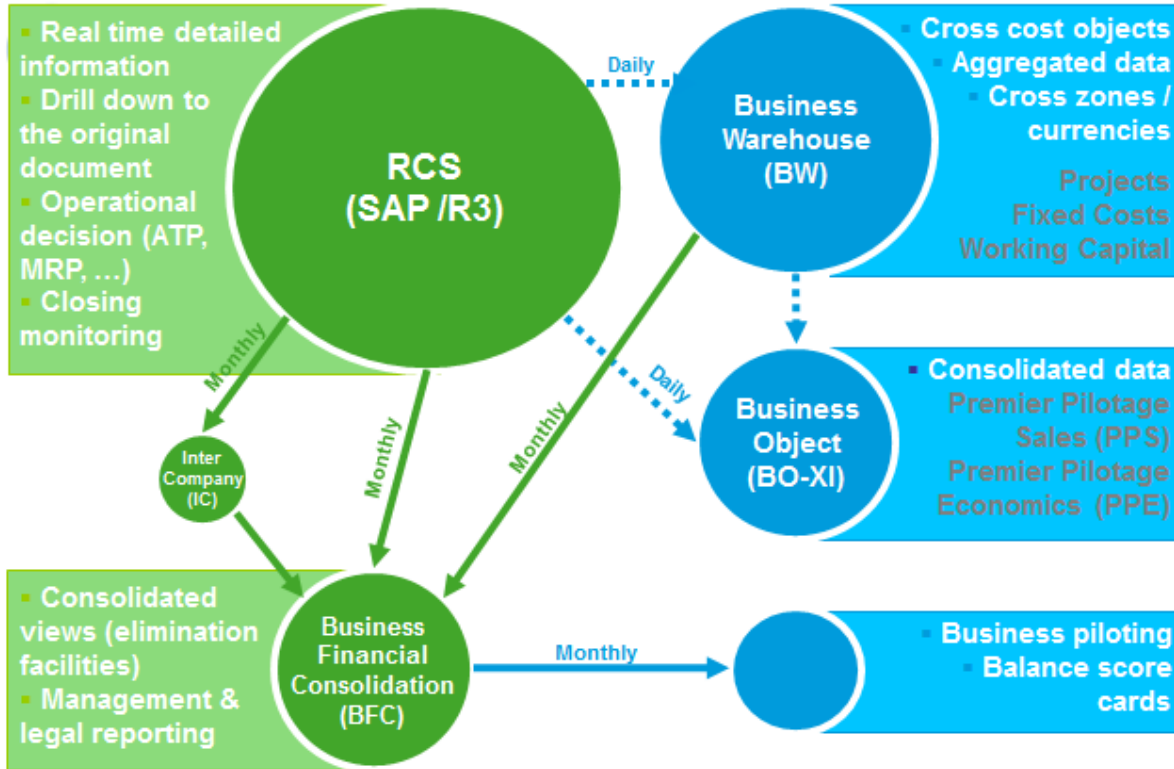 Real time detailed
information
Drill down to
the original
document
Operational
decision (ATP,
MRP, …)
Closing
monitoring
RCS
(SAP /R3)
Daily
Business
Warehouse
(BW)
Cross cost objects
Aggregated data
Cross zones /
currencies
Projects
Fixed Costs
Working Capital
Monthly
Monthly
Monthly
Daily
Inter
Company
(IC)
Business
Object
(BO-XI)
Consolidated data
Premier Pilotage
Sales (PPS)
Premier Pilotage
Economics (PPE)
Consolidated
views (elimination
facilities)
Management &
legal reporting
Business
Financial
Consolidation
(BFC)
Monthly
Business piloting
Balance score
cards